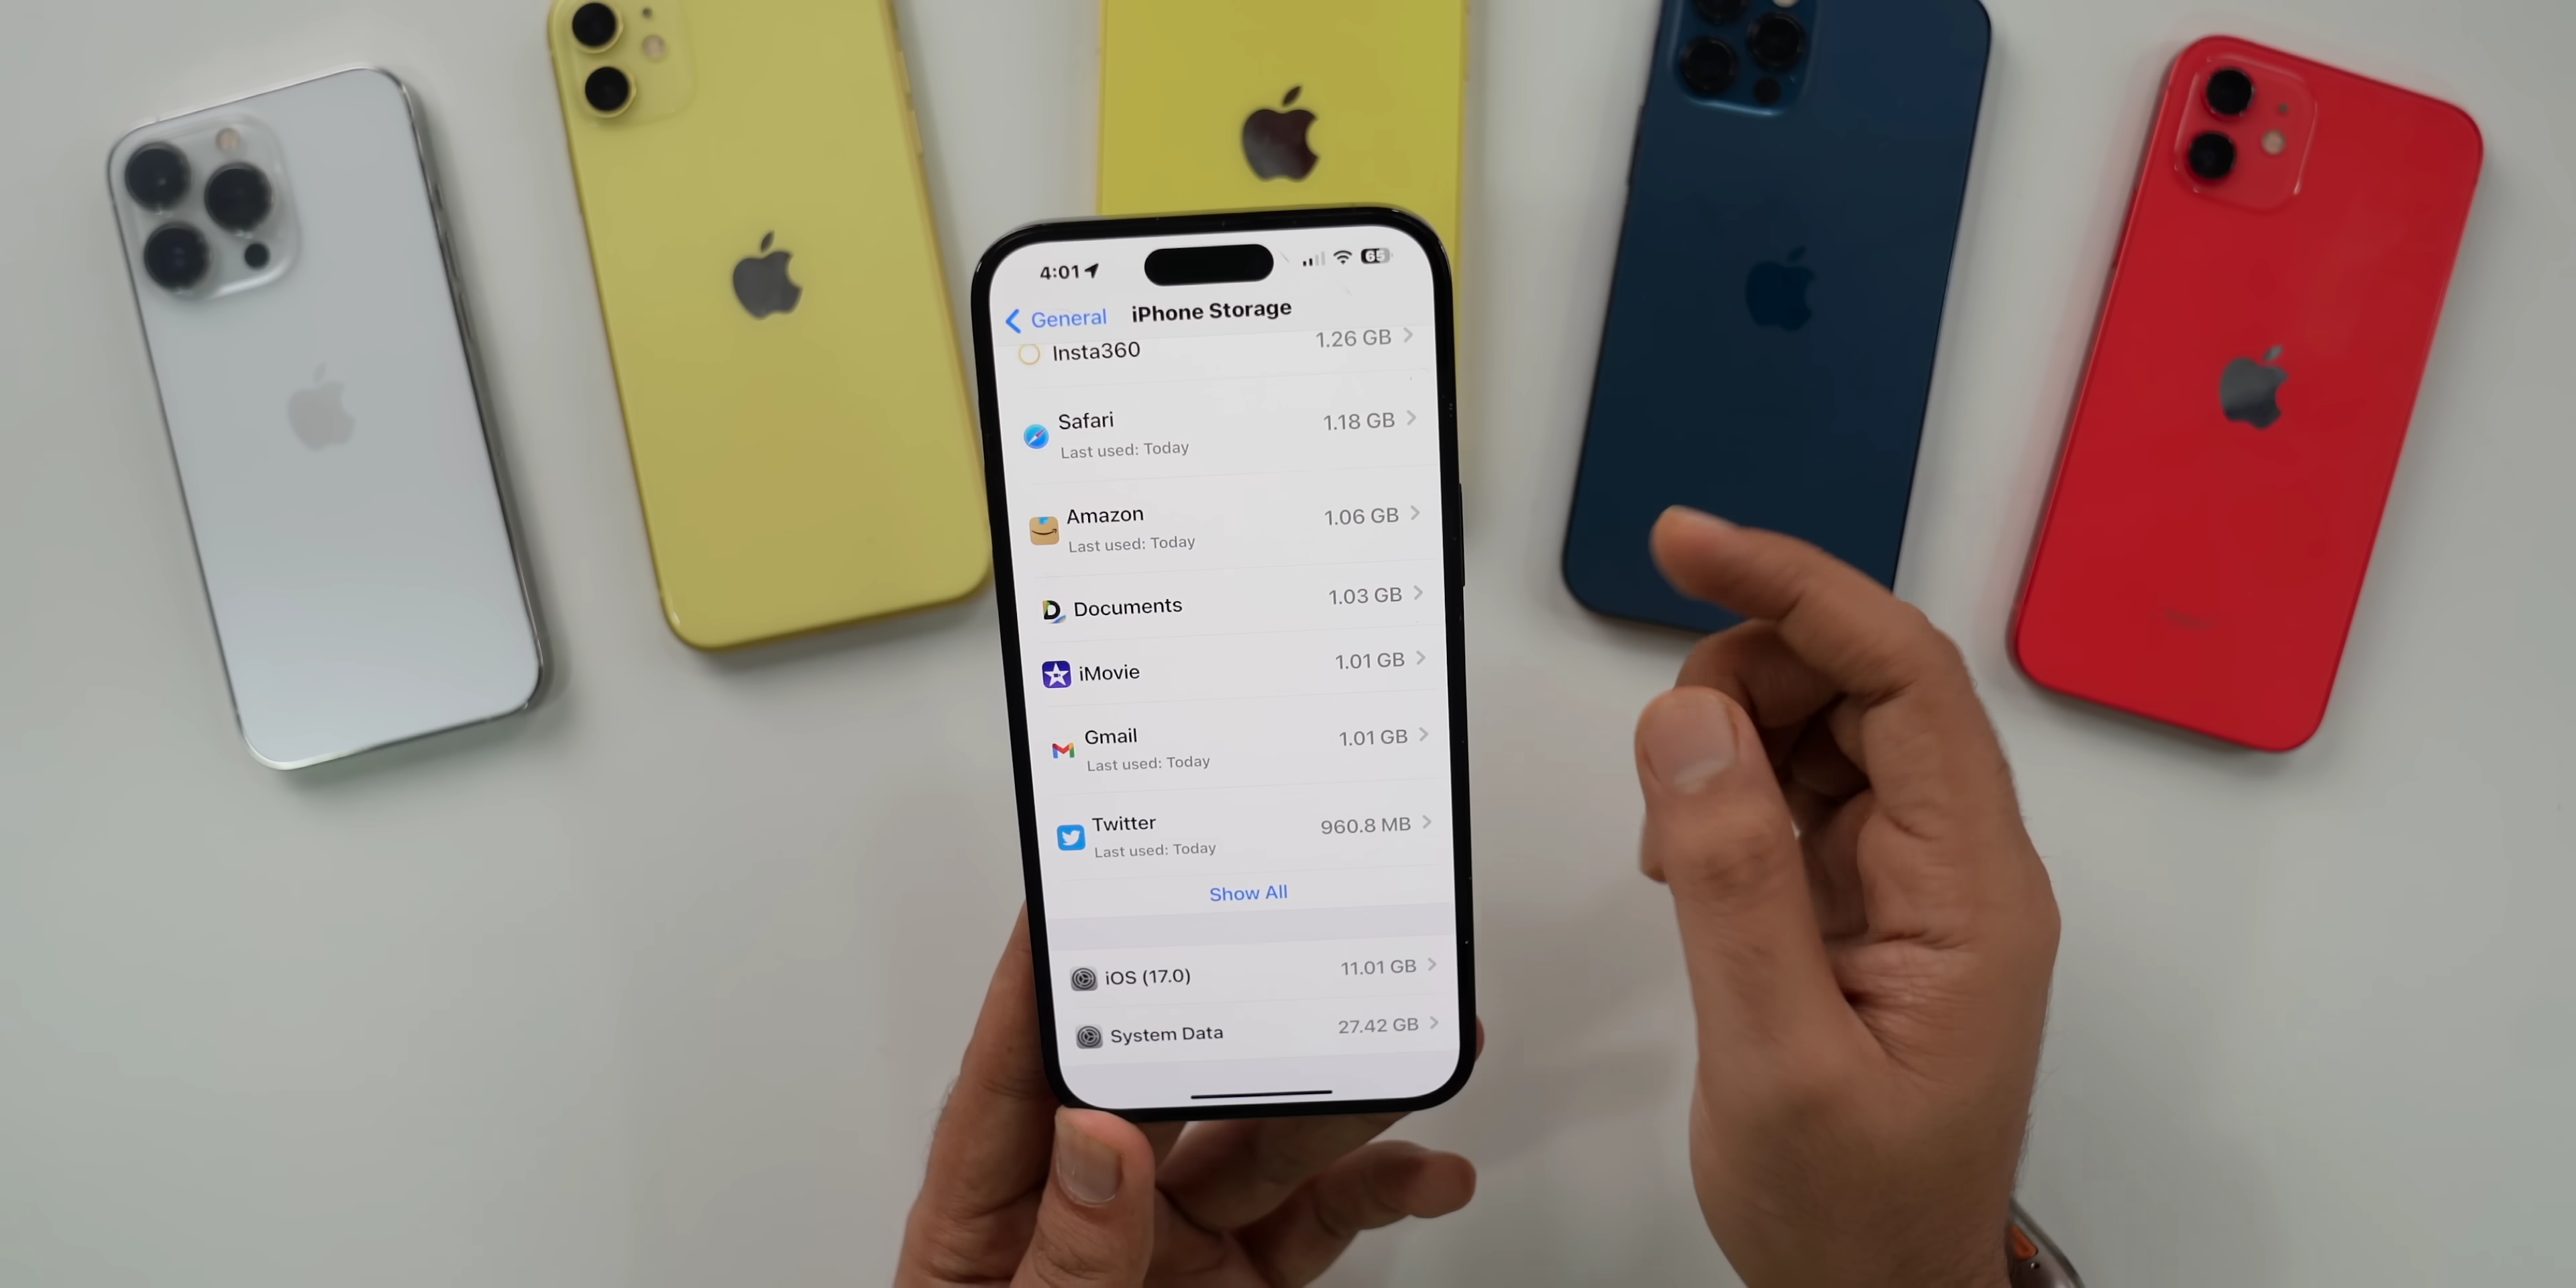 4:01
65
General
iPhone Storage
Insta360
1.26 GB
Safari
1.18 GB
Last used: Today
Amazon
1.06 GB
Last used: Today
Documents
1.03 GB
iMovie
1.01 GB
Gmail
1.01 GB
Last used: Today
Twitter
960.8 MB
Last used: Today
Show All
iOS (17.0)
11.01 GB
System Data
27.42 GB